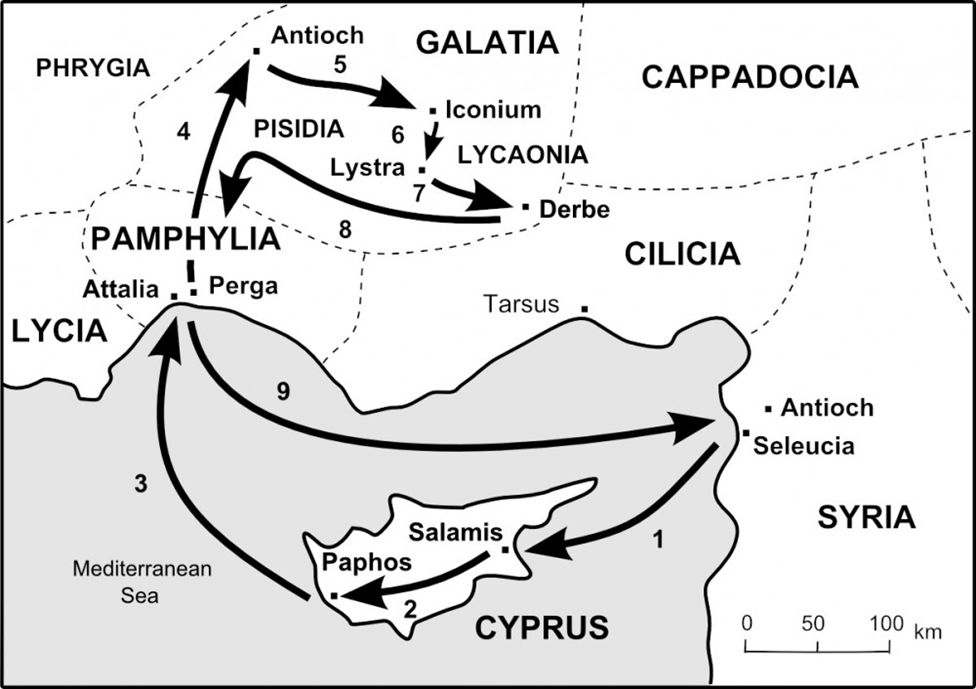 Antioch
GALATIA
PHRYGIA
5
CAPPADOCIA
Iconium
4
PISIDIA
6
Lystra
LYCAONIA
7
Derbe
8
PAMPHYLIA
CILICIA
Attalia
Perga
Tarsus
LYCIA
9
Antioch
Seleucia
3
SYRIA
Salamis
1
Paphos
Mediterranean
Sea
2
CYPRUS
0 50 100 km